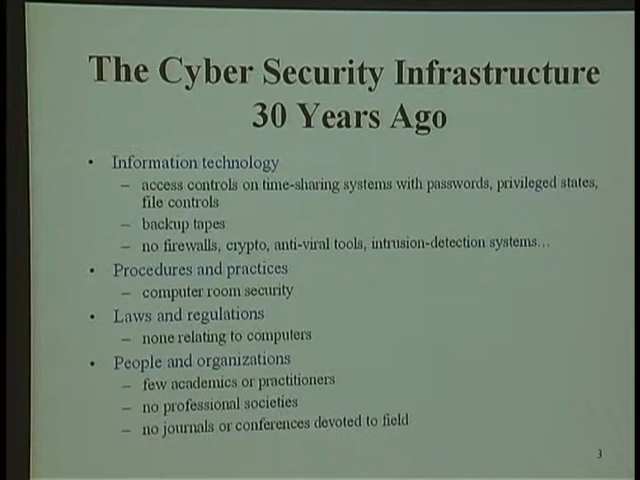 The Cyber Security Infrastructure
30 Years Ago
• Information technology
– access controls on time-sharing systems with passwords, privileged states,
file controls
– backup tapes
– no firewalls, crypto, anti-viral tools, intrusion-detection systems…
• Procedures and practices
– computer room security
• Laws and regulations
– none relating to computers
• People and organizations
– few academics or practitioners
– no professional societies
– no journals or conferences devoted to field
3